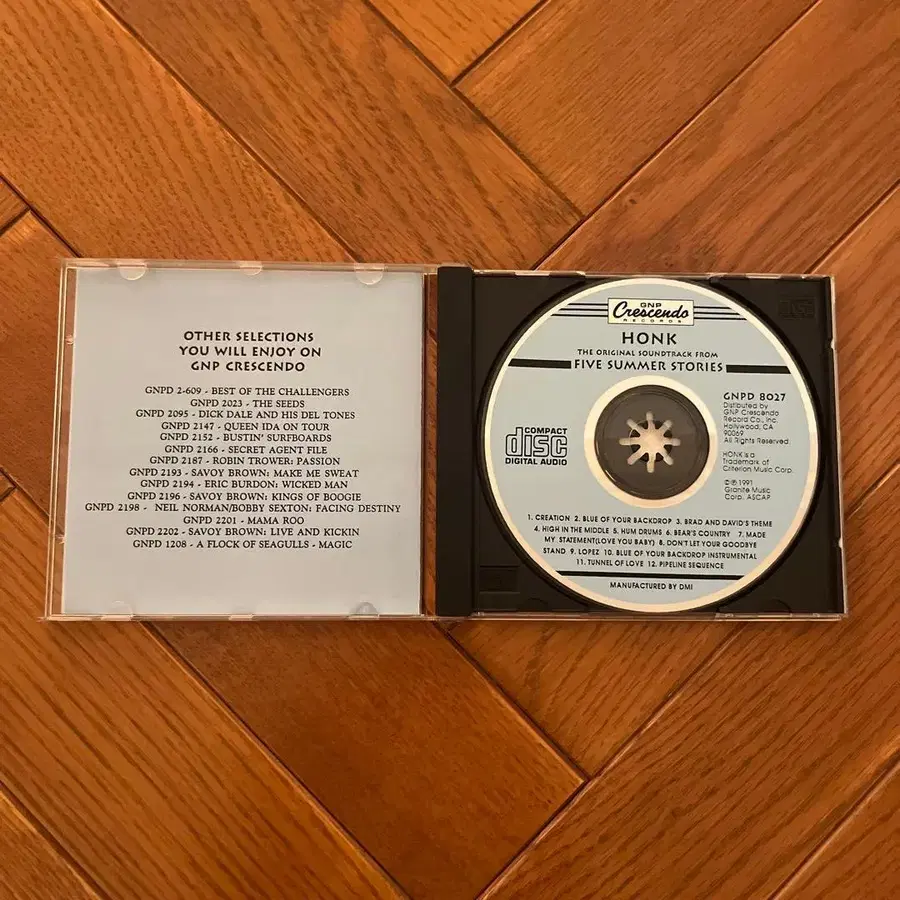 OTHER SELECTIONS
YOU WILL ENJOY ON
GNP CRESCENDO
GNPD 2-609 - BEST OF THE CHALLENGERS
GNPD 2023 - THE SEEDS
GNPD 2095 - DICK DALE AND HIS DEL TONES
GNPD 2147 - QUEEN IDA ON TOUR
GNPD 2152 - BUSTIN' SURFBOARDS
GNPD 2166 - SECRET AGENT FILE
GNPD 2187 - ROBIN TROWER: PASSION
GNPD 2193 - SAVOY BROWN: MAKE ME SWEAT
GNPD 2194 - ERIC BURDON: WICKED MAN
GNPD 2196 - SAVOY BROWN: KINGS OF BOOGIE
GNPD 2198 - NEIL NORMAN/BOBBY SEXTON: FACING DESTINY
GNPD 2201 - MAMA ROO
GNPD 2202 - SAVOY BROWN: LIVE AND KICKIN
GNPD 1208 - A FLOCK OF SEAGULLS - MAGIC
GNP
Crescendo
RECORDS
HONK
THE ORIGINAL SOUNDTRACK FROM
FIVE SUMMER STORIES
GNPD 8027
Distibuted by
GNP Crescendo
Record Co., Inc.
Hollywood, CA
90069
All Rights Reserved.
HONK is a
Trademark of
Criterion Music Corp.
©℗ 1991
Granite Music
Corp. ASCAP
COMPACT
disc
DIGITAL AUDIO
1. CREATION 2. BLUE OF YOUR BACKDROP 3. BRAD AND DAVID'S THEME
4. HIGH IN THE MIDDLE 5. HUM DRUMS 6. BEAR'S COUNTRY 7. MADE
MY STATEMENT(LOVE YOU BABY) 8. DON'T LET YOUR GOODBYE
STAND 9. LOPEZ 10. BLUE OF YOUR BACKDROP INSTRUMENTAL
11. TUNNEL OF LOVE 12. PIPELINE SEQUENCE
MANUFACTURED BY DMI